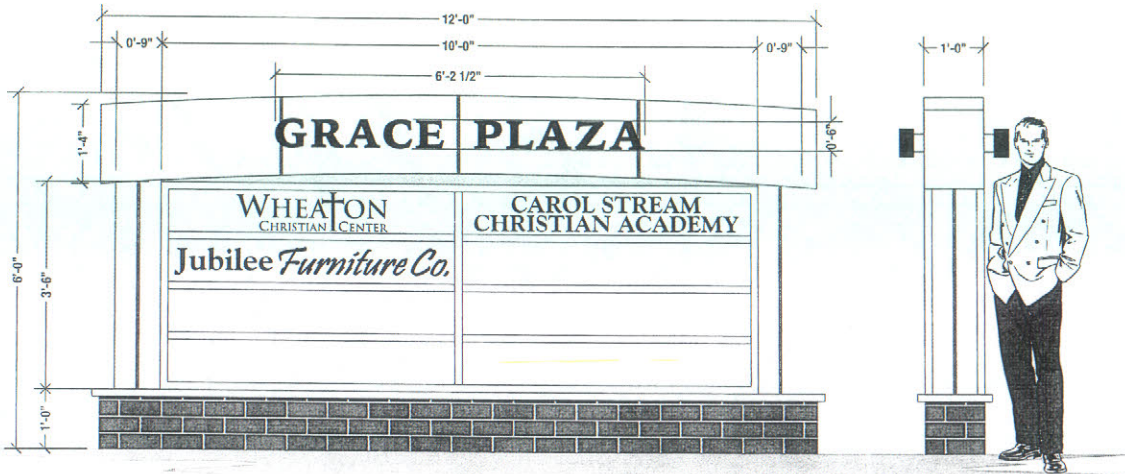 12'-0"
0'-9"
10'-0"
0'-9"
1'-0"
6'-2 1/2"
GRACE PLAZA
1'-4"
0'-6"
WHEATON
CHRISTIAN CENTER
CAROL STREAM
CHRISTIAN ACADEMY
Jubilee Furniture Co.
6'-0"
3'-6"
1'-0"